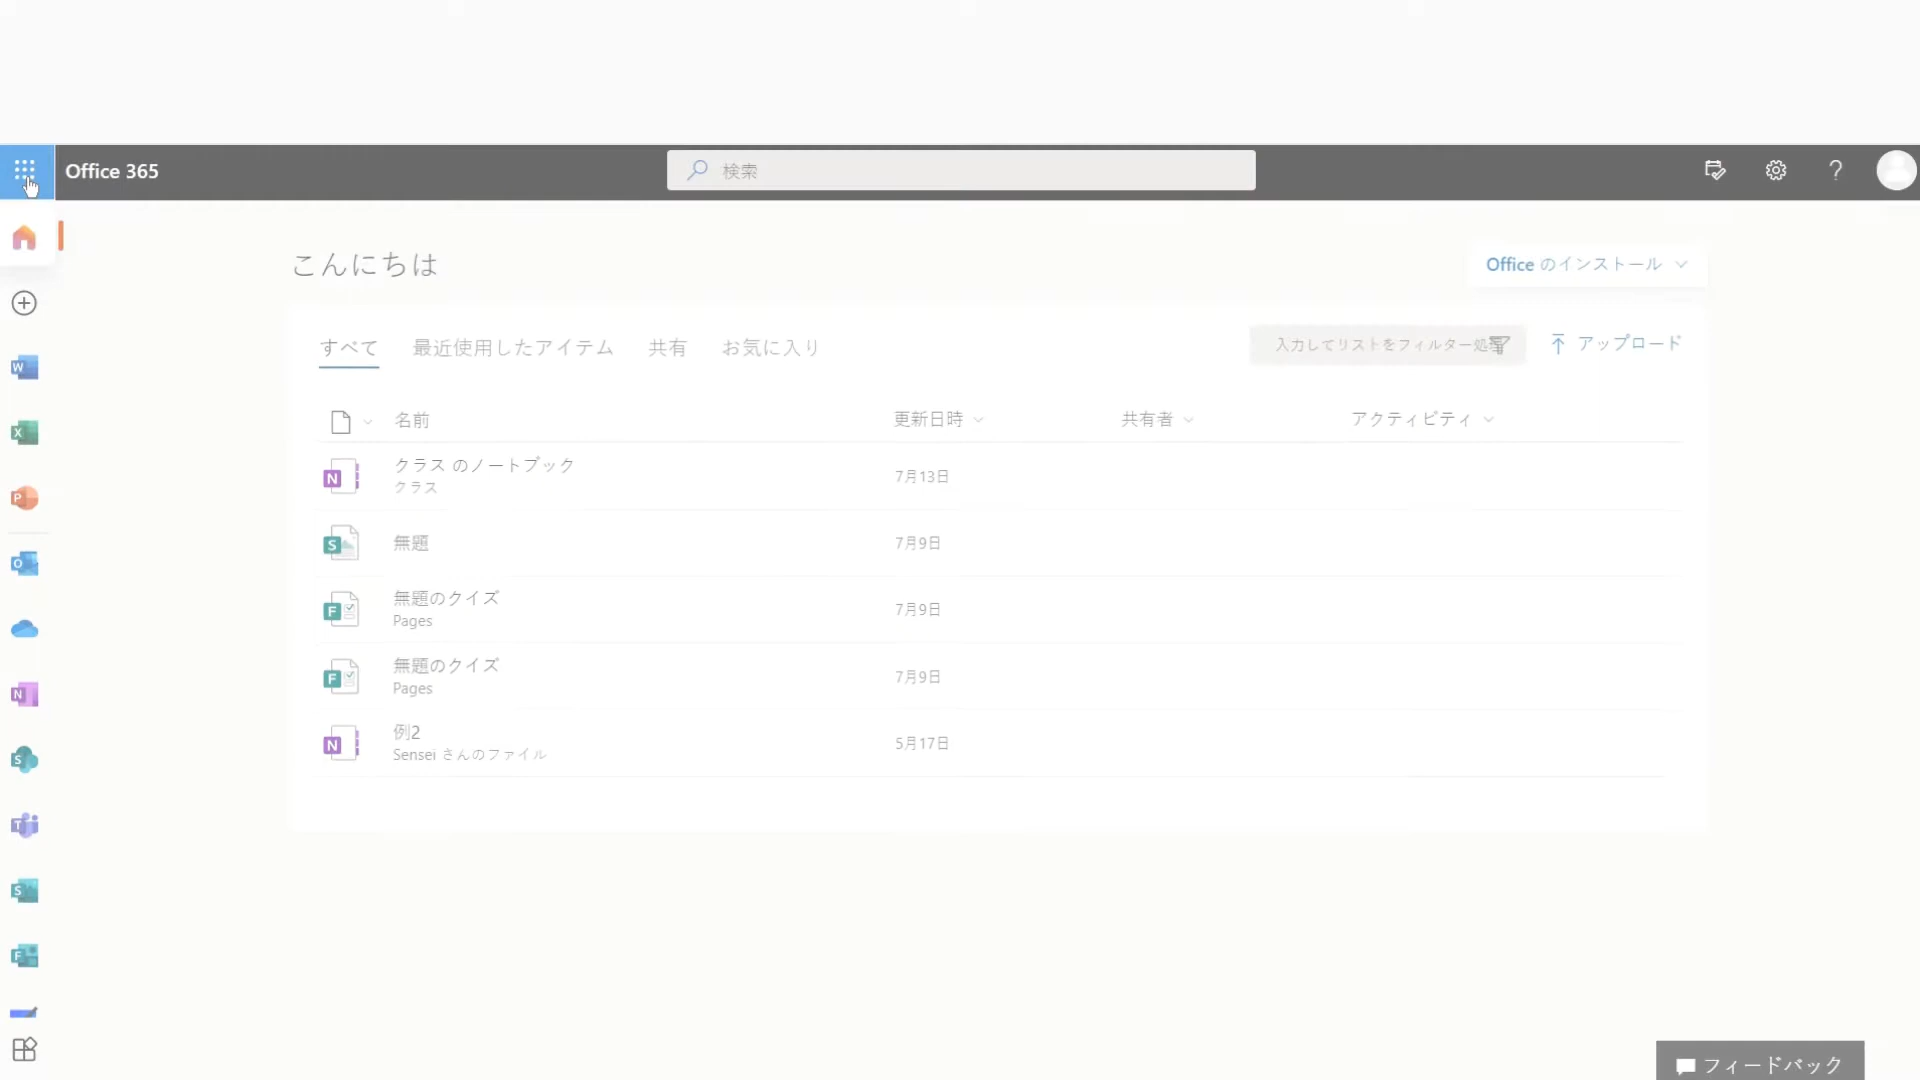 Office 365
検索
こんにちは
Office のインストール
すべて 最近使用したアイテム 共有 お気に入り
入力してリストをフィルター処
アップロード
名前 更新日時 共有者 アクティビティ
クラス のノートブック
クラス
7月13日
無題
7月9日
無題のクイズ
Pages
7月9日
無題のクイズ
Pages
7月9日
例2
Sensei さんのファイル
5月17日
フィードバック